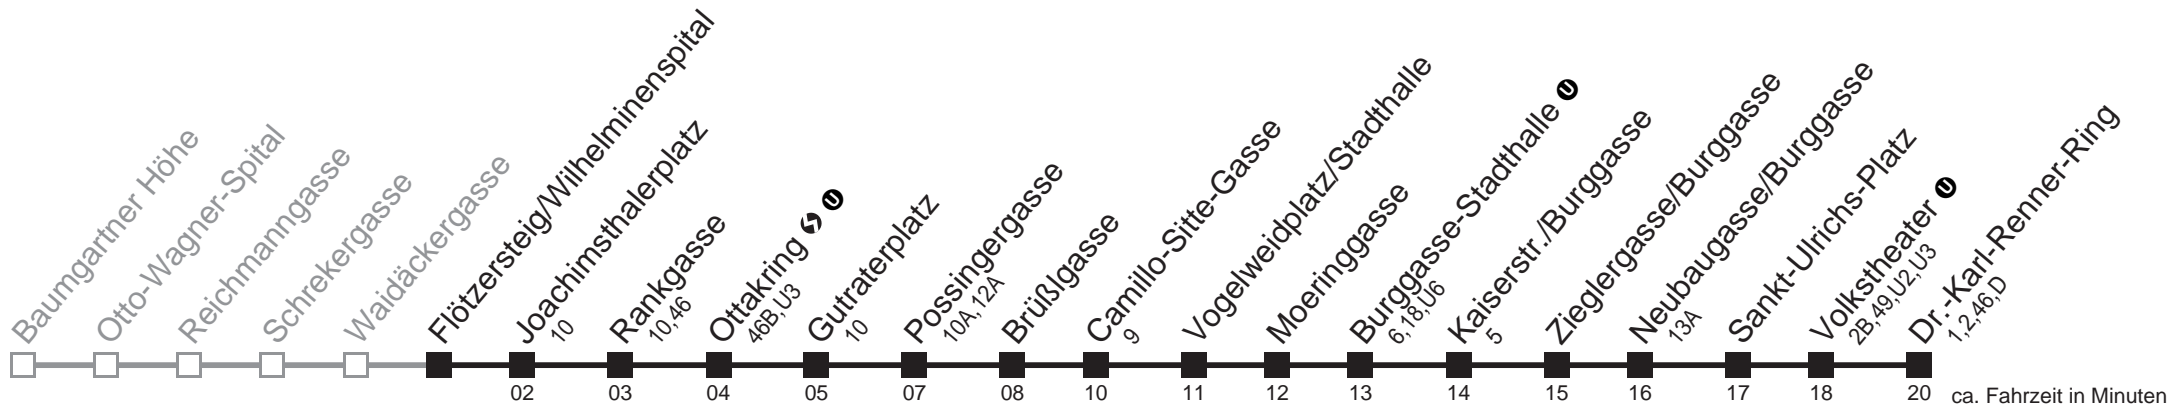 Baumgartner Höhe
Otto-Wagner-Spital
Reichmanngasse
Schrekergasse
Waidäckergasse
Flötzersteig/Wilhelminenspital
Joachimsthalerplatz
10
Rankgasse
10,46
Ottakring S U
46B,U3
Gutraterplatz
10
Possingergasse
10A,12A
Brüßlgasse
Camillo-Sitte-Gasse
9
Vogelweidplatz/Stadthalle
Moeringgasse
Burggasse-Stadthalle U
6,18,U6
Kaiserstr./Burggasse
5
Zieglergasse/Burggasse
Neubaugasse/Burggasse
13A
Sankt-Ulrichs-Platz
Volkstheater U
2B,49,U2,U3
Dr.-Karl-Renner-Ring
1,2,46,D
02 03 04 05 07 08 10 11 12 13 14 15 16 17 18 20 ca. Fahrzeit in Minuten